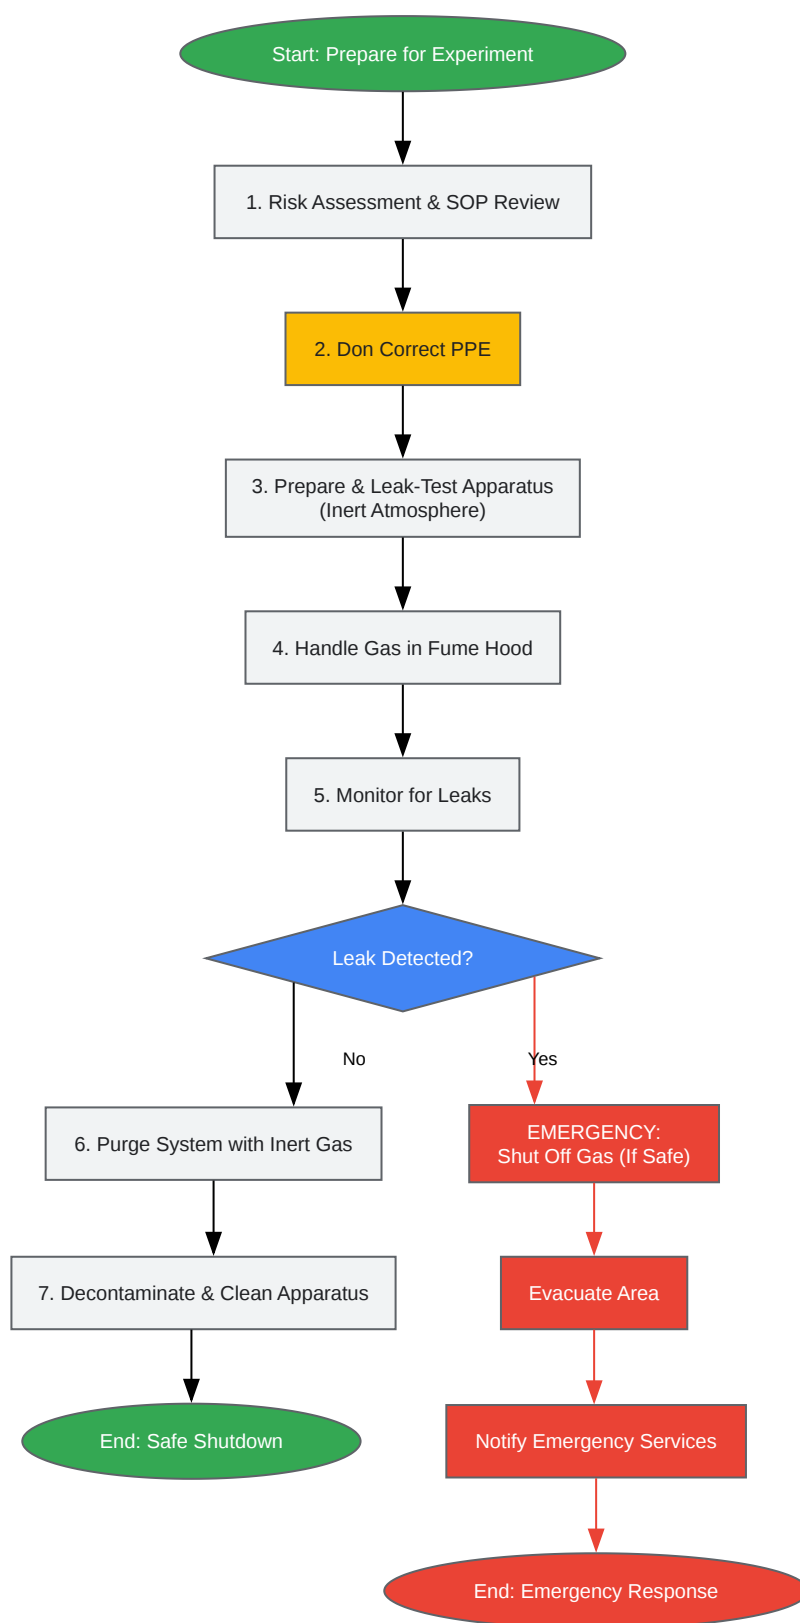 Start: Prepare for Experiment
1. Risk Assessment & SOP Review
2. Don Correct PPE
3. Prepare & Leak-Test Apparatus
(Inert Atmosphere)
4. Handle Gas in Fume Hood
5. Monitor for Leaks
Leak Detected?
No
Yes
6. Purge System with Inert Gas
EMERGENCY:
Shut Off Gas (If Safe)
7. Decontaminate & Clean Apparatus
Evacuate Area
End: Safe Shutdown
Notify Emergency Services
End: Emergency Response